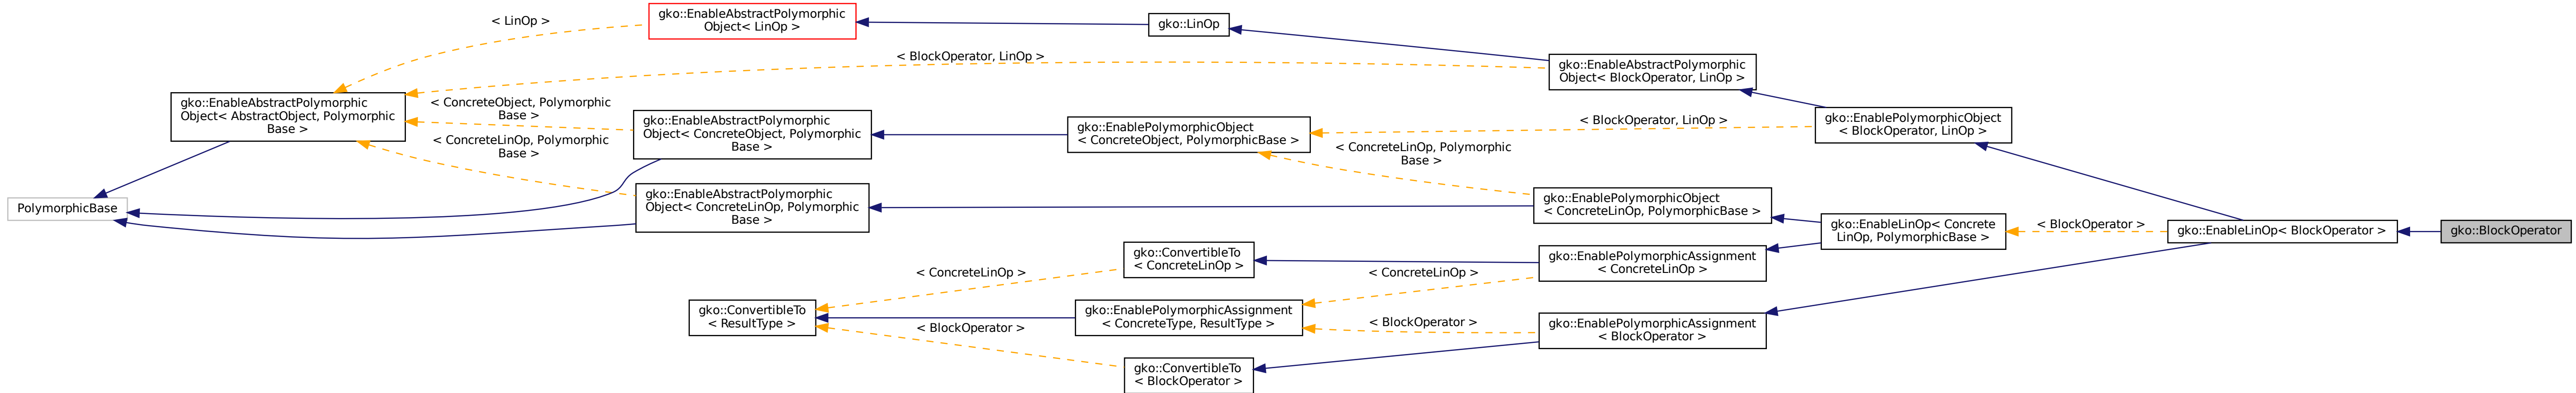 gko::EnableAbstractPolymorphic
Object< LinOp >
< LinOp >
gko::LinOp
< BlockOperator, LinOp >
gko::EnableAbstractPolymorphic
Object< BlockOperator, LinOp >
gko::EnableAbstractPolymorphic
Object< AbstractObject, Polymorphic
Base >
< ConcreteObject, Polymorphic
Base >
gko::EnableAbstractPolymorphic
Object< ConcreteObject, Polymorphic
Base >
gko::EnablePolymorphicObject
< ConcreteObject, PolymorphicBase >
< BlockOperator, LinOp >
gko::EnablePolymorphicObject
< BlockOperator, LinOp >
< ConcreteLinOp, Polymorphic
Base >
< ConcreteLinOp, Polymorphic
Base >
PolymorphicBase
gko::EnableAbstractPolymorphic
Object< ConcreteLinOp, Polymorphic
Base >
gko::EnablePolymorphicObject
< ConcreteLinOp, PolymorphicBase >
gko::EnableLinOp< Concrete
LinOp, PolymorphicBase >
< BlockOperator >
gko::EnableLinOp< BlockOperator >
gko::BlockOperator
gko::ConvertibleTo
< ConcreteLinOp >
gko::EnablePolymorphicAssignment
< ConcreteLinOp >
< ConcreteLinOp >
< ConcreteLinOp >
gko::ConvertibleTo
< ResultType >
gko::EnablePolymorphicAssignment
< ConcreteType, ResultType >
< BlockOperator >
< BlockOperator >
gko::EnablePolymorphicAssignment
< BlockOperator >
gko::ConvertibleTo
< BlockOperator >